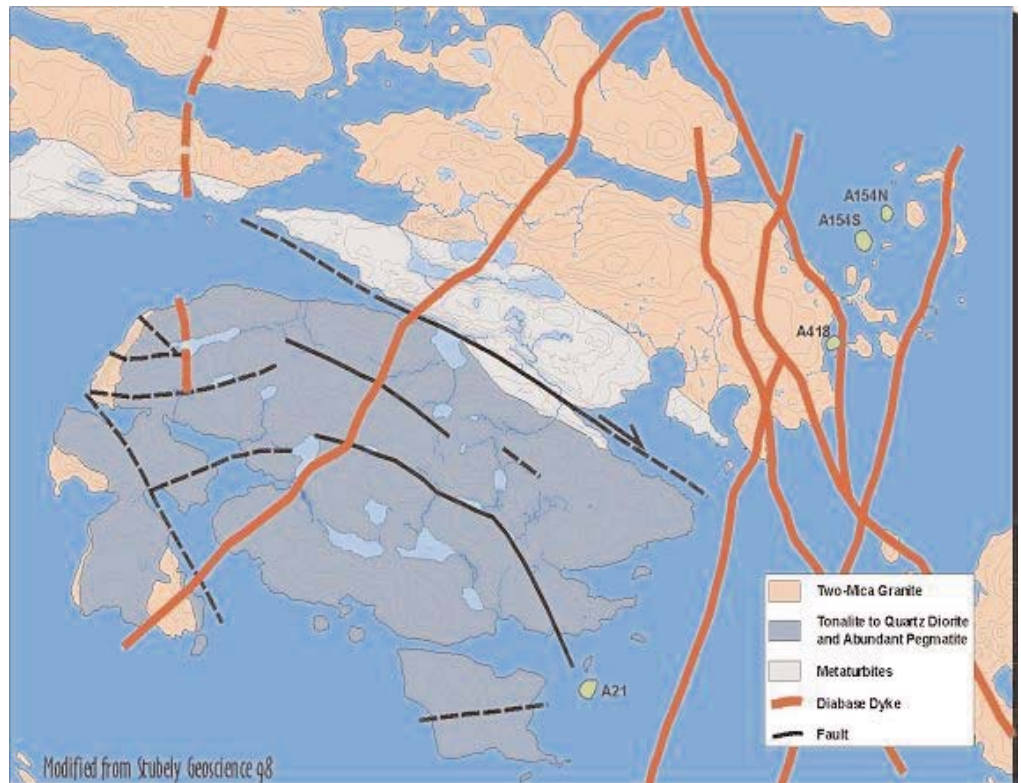 A154N
A154S
A418
Two-Mica Granite
Tonalite to Quartz Diorite
and Abundant Pegmatite
Metaturbites
Diabase Dyke
Fault
A21
Modified from Stubely Geoscience 98